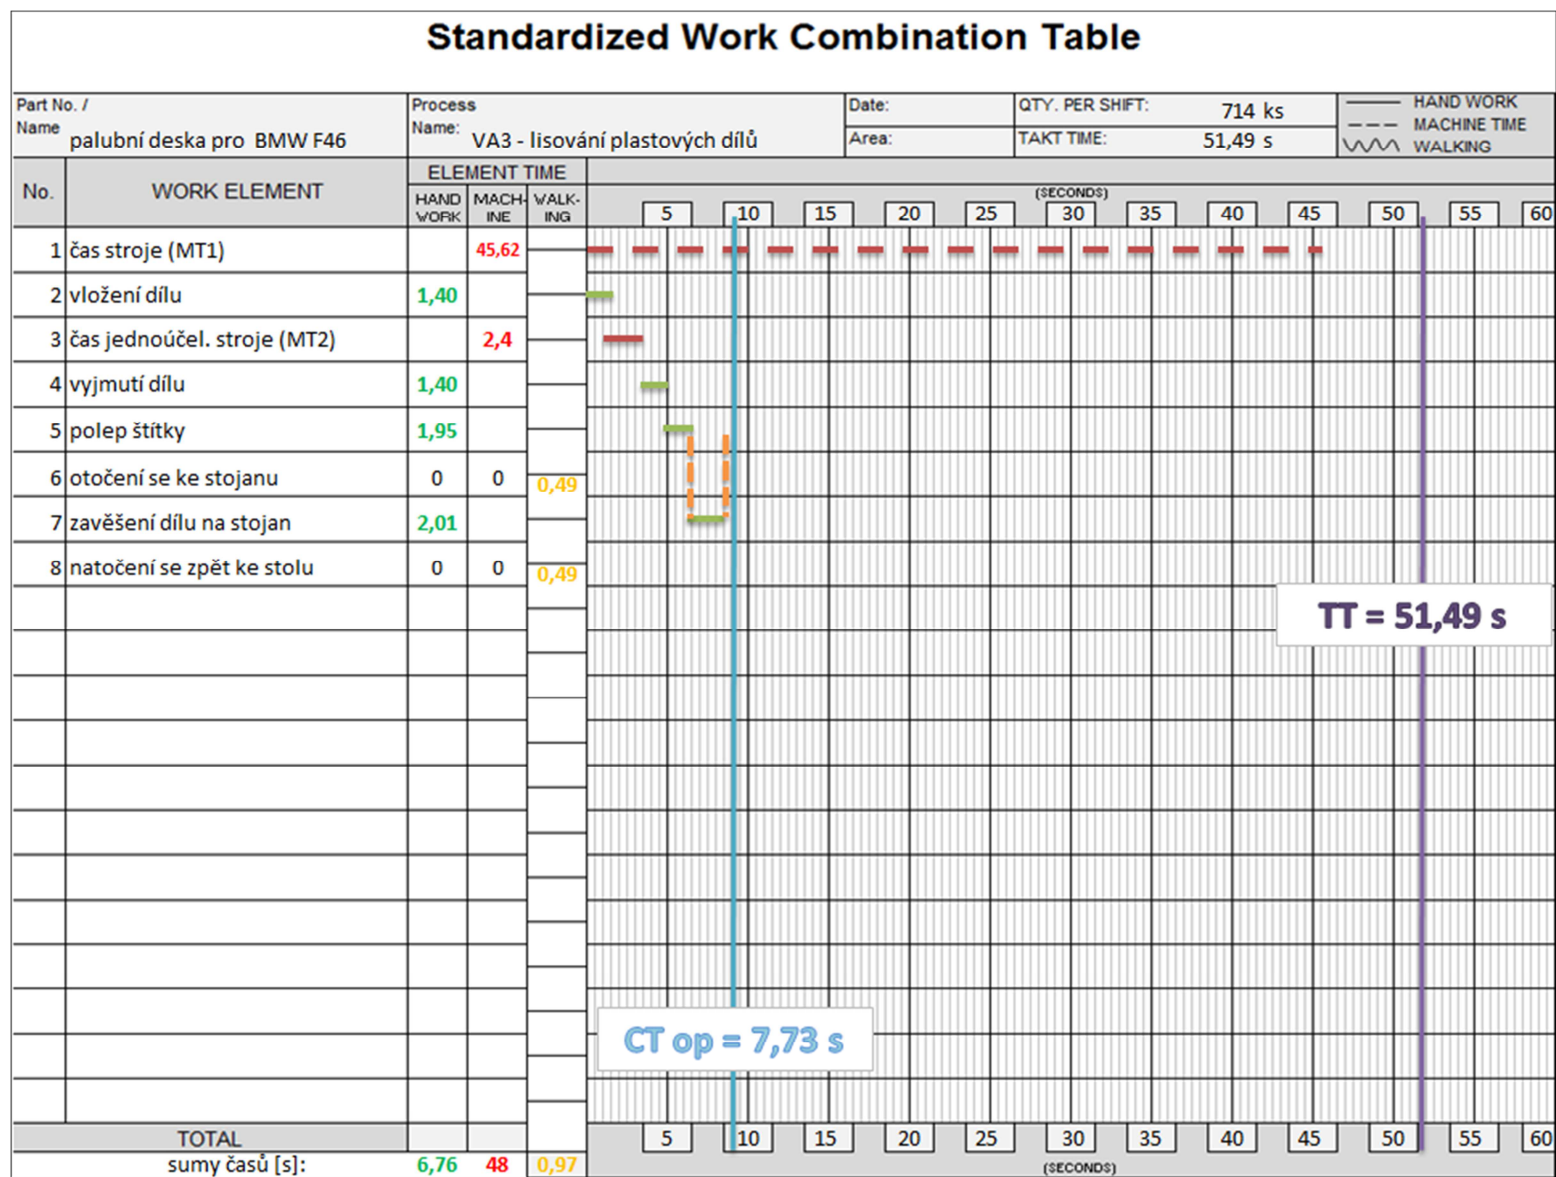 Standardized Work Combination Table
Part No. /
Name palubní deska pro BMW F46
Process
Name: VA3 - lisování plastových dílů
Date:
Area:
QTY. PER SHIFT: 714 ks
TAKT TIME: 51,49 s
HAND WORK
MACHINE TIME
WALKING
No. WORK ELEMENT ELEMENT TIME
HAND WORK MACH-INE WALK-ING
(SECONDS)
5 10 15 20 25 30 35 40 45 50 55 60
1 čas stroje (MT1) 45,62
2 vložení dílu 1,40
3 čas jednoúčel. stroje (MT2) 2,4
4 vyjmutí dílu 1,40
5 polep štítky 1,95
6 otočení se ke stojanu 0 0 0,49
7 zavěšení dílu na stojan 2,01
8 natočení se zpět ke stolu 0 0 0,49
TT = 51,49 s
CT op = 7,73 s
TOTAL 5 10 15 20 25 30 35 40 45 50 55 60
sumy časů [s]: 6,76 48 0,97 (SECONDS)